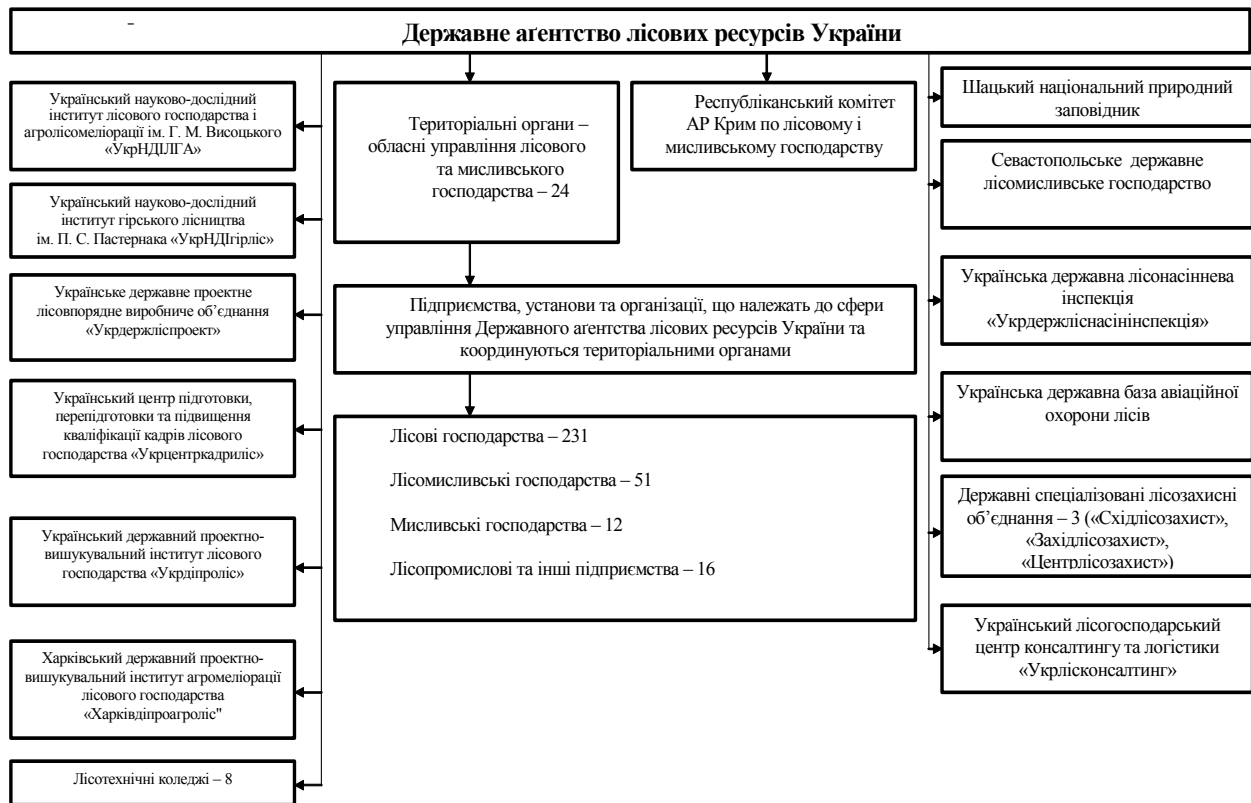 Державне аґентство лісових ресурсів України
Український науково-дослідний
інститут лісового господарства і
агролісомеліорації ім. Г. М. Висоцького
«УкрНДІЛГА»
Український науково-дослідний
інститут гірського лісництва
ім. П. С. Пастернака «УкрНДІгірліс»
Українське державне проектне
лісовпорядне виробниче об’єднання
«Укрдержліспроект»
Український центр підготовки,
перепідготовки та підвищення
кваліфікації кадрів лісового
господарства «Укрцентркадриліс»
Український державний проектно-
вишукувальний інститут лісового
господарства «Укрдіпроліс»
Харківський державний проектно-
вишукувальний інститут агромеліорації
лісового господарства
«Харківдіпроагроліс"
Лісотехнічні коледжі – 8
Територіальні органи –
обласні управління лісового
та мисливського
господарства – 24
Республіканський комітет
АР Крим по лісовому і
мисливському господарству
Підприємства, установи та організації, що належать до сфери
управління Державного аґентства лісових ресурсів України та
координуються територіальними органами
Лісові господарства – 231
Лісомисливські господарства – 51
Мисливські господарства – 12
Лісопромислові та інші підприємства – 16
Шацький національний природний
заповідник
Севастопольське державне
лісомисливське господарство
Українська державна лісонасіннева
інспекція
«Укрдержліснасінінспекція»
Українська державна база авіаційної
охорони лісів
Державні спеціалізовані лісозахисні
об’єднання – 3 («Східлісозахист»,
«Західлісозахист»,
«Центрлісозахист»)
Український лісогосподарський
центр консалтингу та логістики
«Укрлісконсалтинг»